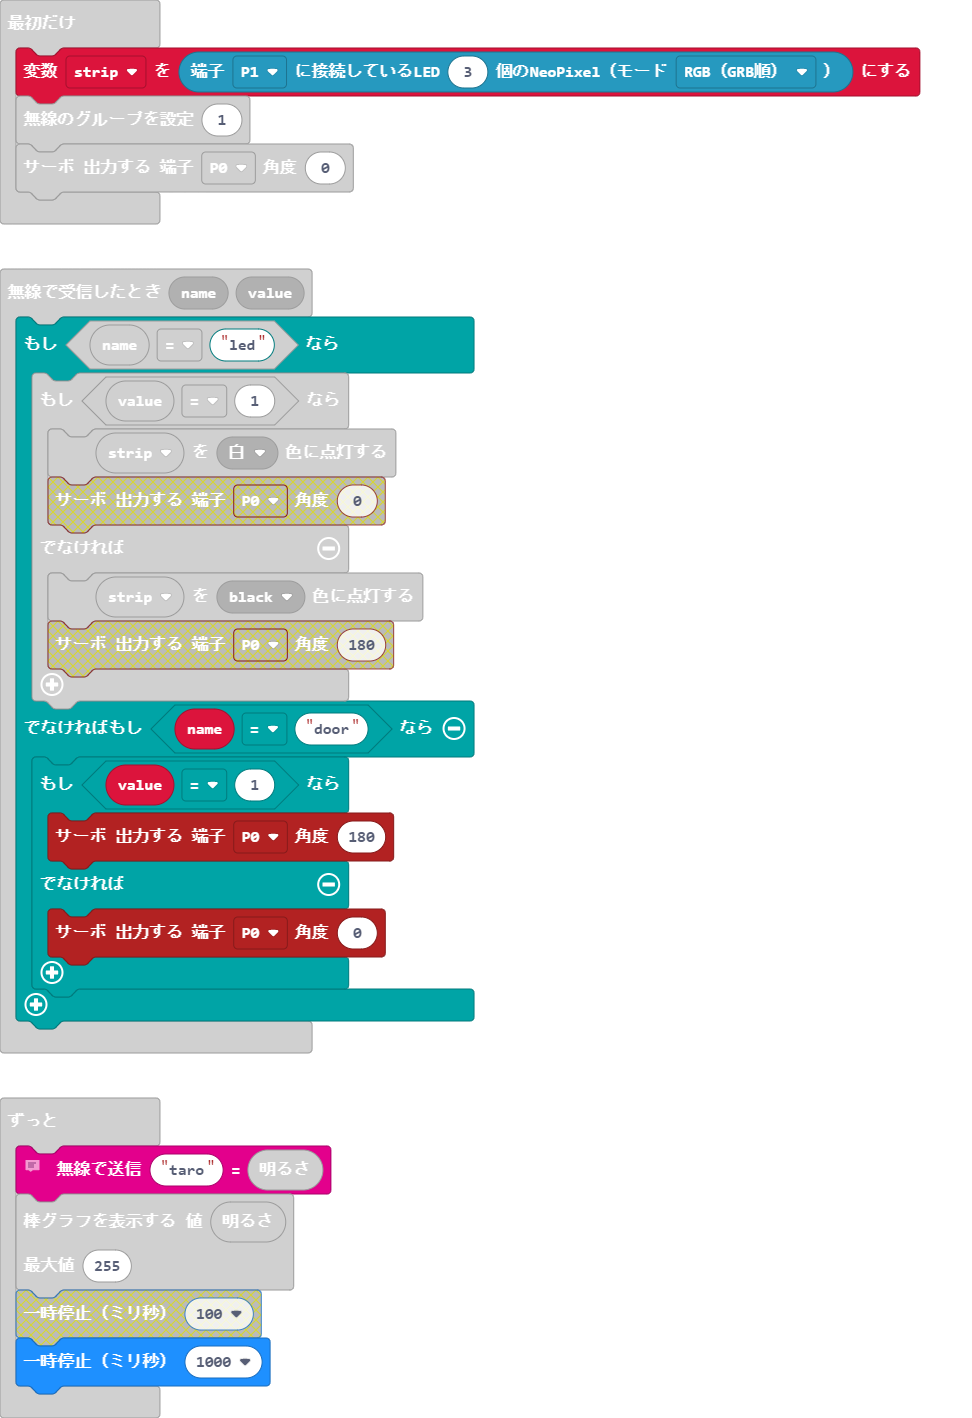 最初だけ
変数 strip を 端子 P1 に接続しているLED 3 個のNeoPixel（モード RGB（GRB順） ） にする
無線のグループを設定 1
サーボ 出力する 端子 P0 角度 0
無線で受信したとき name value
もし name = "led" なら
もし value = 1 なら
strip を 白 色に点灯する
サーボ 出力する 端子 P0 角度 0
でなければ
strip を black 色に点灯する
サーボ 出力する 端子 P0 角度 180
でなければもし name = "door" なら
もし value = 1 なら
サーボ 出力する 端子 P0 角度 180
でなければ
サーボ 出力する 端子 P0 角度 0
ずっと
無線で送信 "taro" = 明るさ
棒グラフを表示する 値 明るさ
最大値 255
一時停止（ミリ秒） 100
一時停止（ミリ秒） 1000